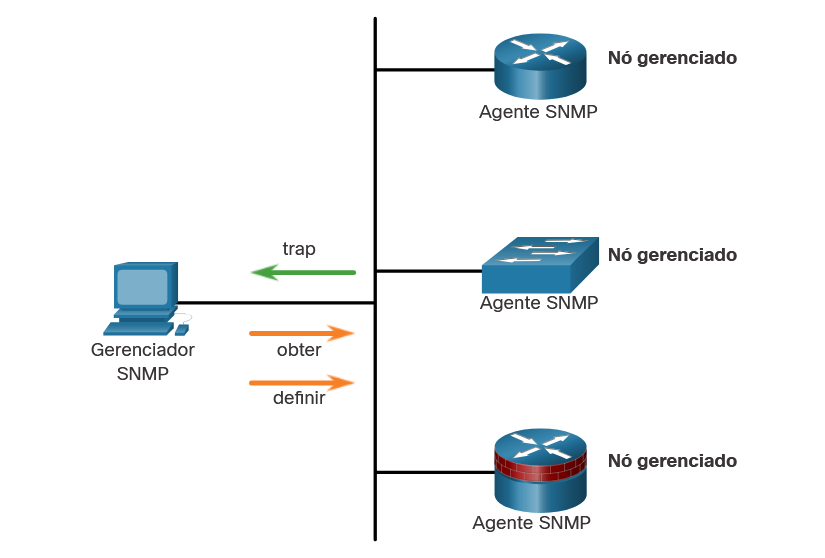 Nó gerenciado
Agente SNMP
trap
Nó gerenciado
Agente SNMP
Gerenciador
SNMP
obter
definir
Nó gerenciado
Agente SNMP